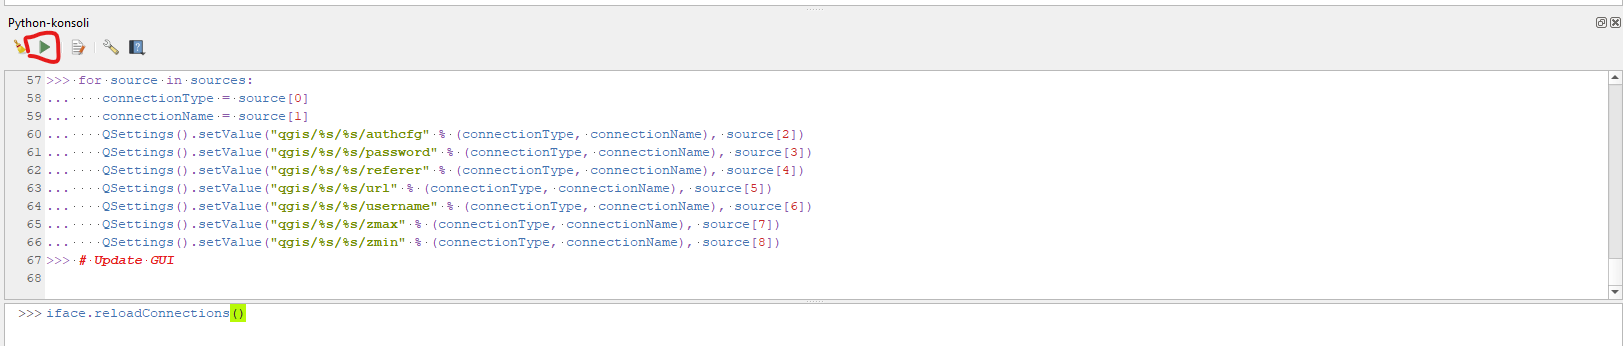 Python-konsoli
57 >>> for source in sources:
58 ...     connectionType = source[0]
59 ...     connectionName = source[1]
60 ...     QSettings().setValue("qgis/%s/%s/authcfg" % (connectionType, connectionName), source[2])
61 ...     QSettings().setValue("qgis/%s/%s/password" % (connectionType, connectionName), source[3])
62 ...     QSettings().setValue("qgis/%s/%s/referer" % (connectionType, connectionName), source[4])
63 ...     QSettings().setValue("qgis/%s/%s/url" % (connectionType, connectionName), source[5])
64 ...     QSettings().setValue("qgis/%s/%s/username" % (connectionType, connectionName), source[6])
65 ...     QSettings().setValue("qgis/%s/%s/zmax" % (connectionType, connectionName), source[7])
66 ...     QSettings().setValue("qgis/%s/%s/zmin" % (connectionType, connectionName), source[8])
67 >>> # Update GUI
68
>>> iface.reloadConnections()